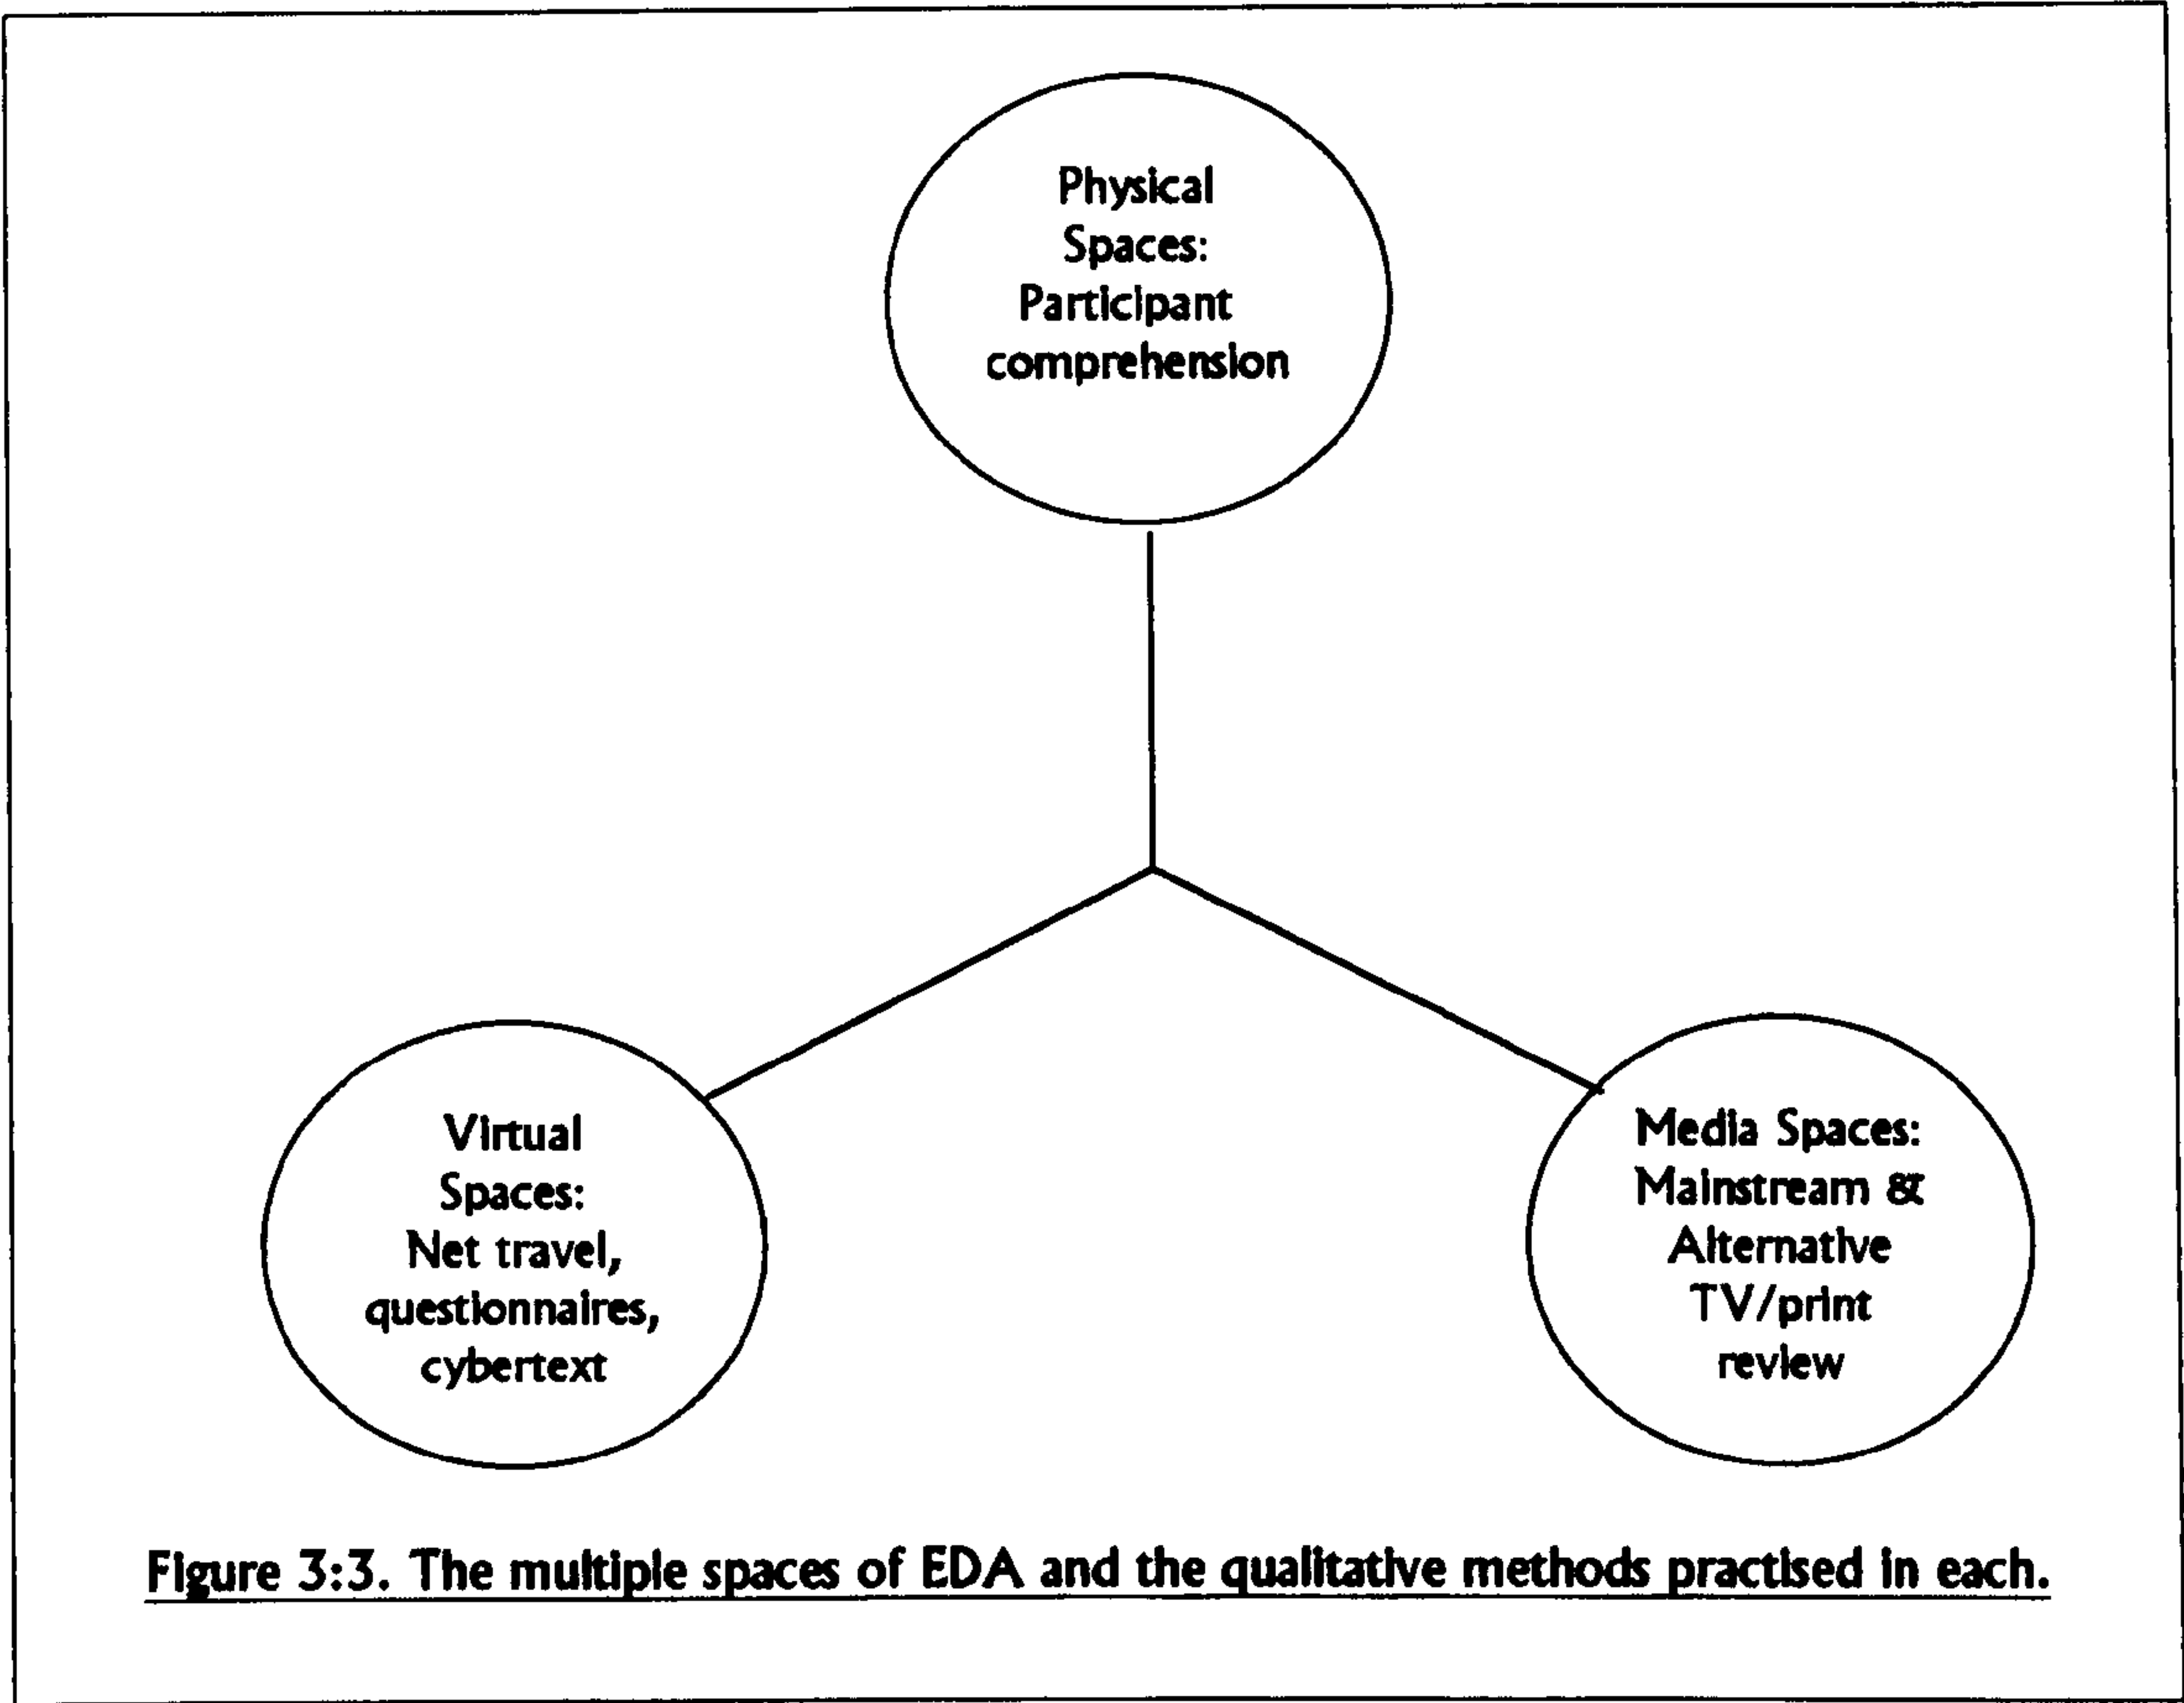 Physical
Spaces:
Participant
comprehension
Virtual
Spaces:
Net travel,
questionnaires,
cybertext
Media Spaces:
Mainstream &
Alternative
TV/print
review
Figure 3:3. The multiple spaces of EDA and the qualitative methods practised in each.